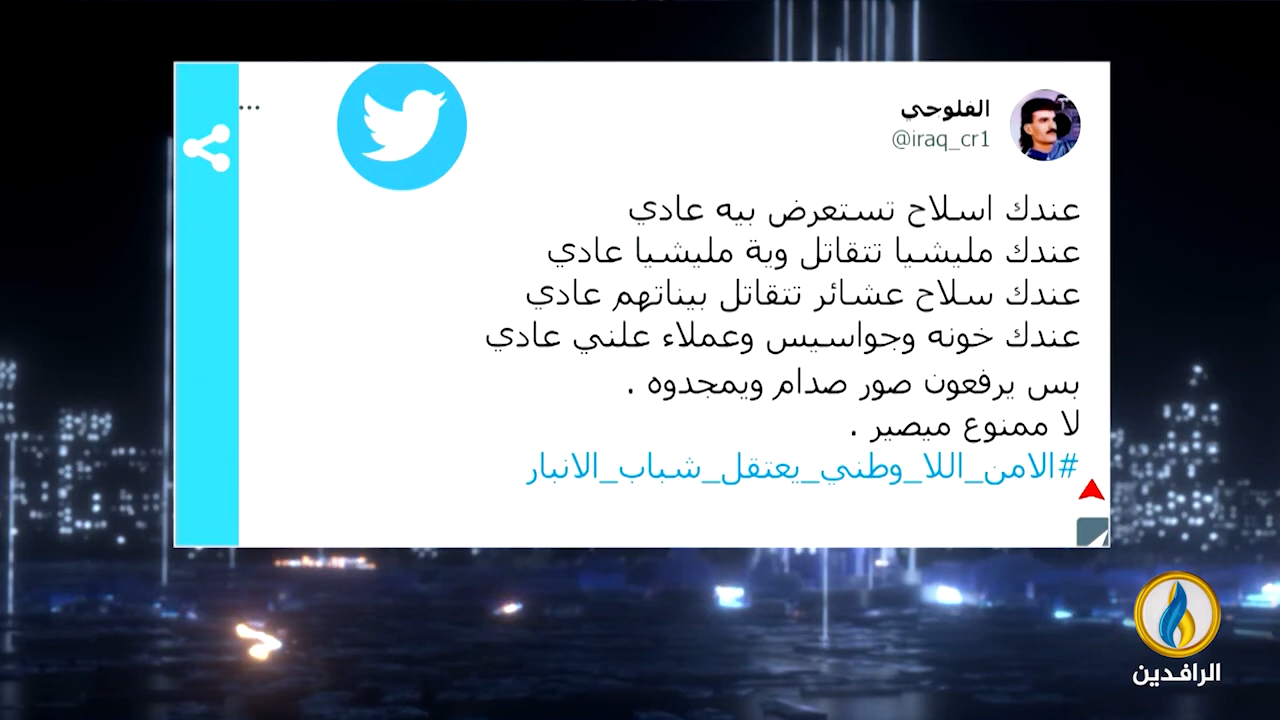 الفلوجي
@iraq_cr1
عندك اسلاح تستعرض بيه عادي
عندك مليشيا تتقاتل وية مليشيا عادي
عندك سلاح عشائر تتقاتل بيناتهم عادي
عندك خونه وجواسيس وعملاء علني عادي
بس يرفعون صور صدام ويمجدوه .
لا ممنوع ميصير .
#الامن_اللا_وطني_يعتقل_شباب_الانبار
الرافدين